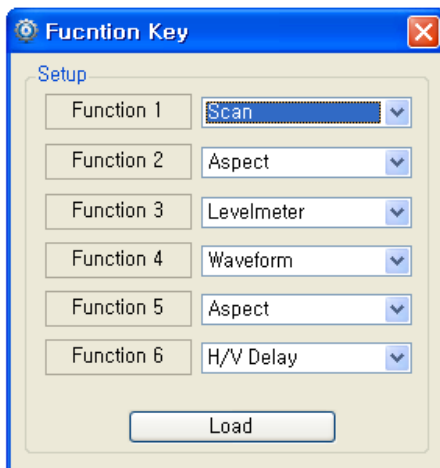 Fucntion Key
Setup
Function 1 Scan
Function 2 Aspect
Function 3 Levelmeter
Function 4 Waveform
Function 5 Aspect
Function 6 H/V Delay
Load